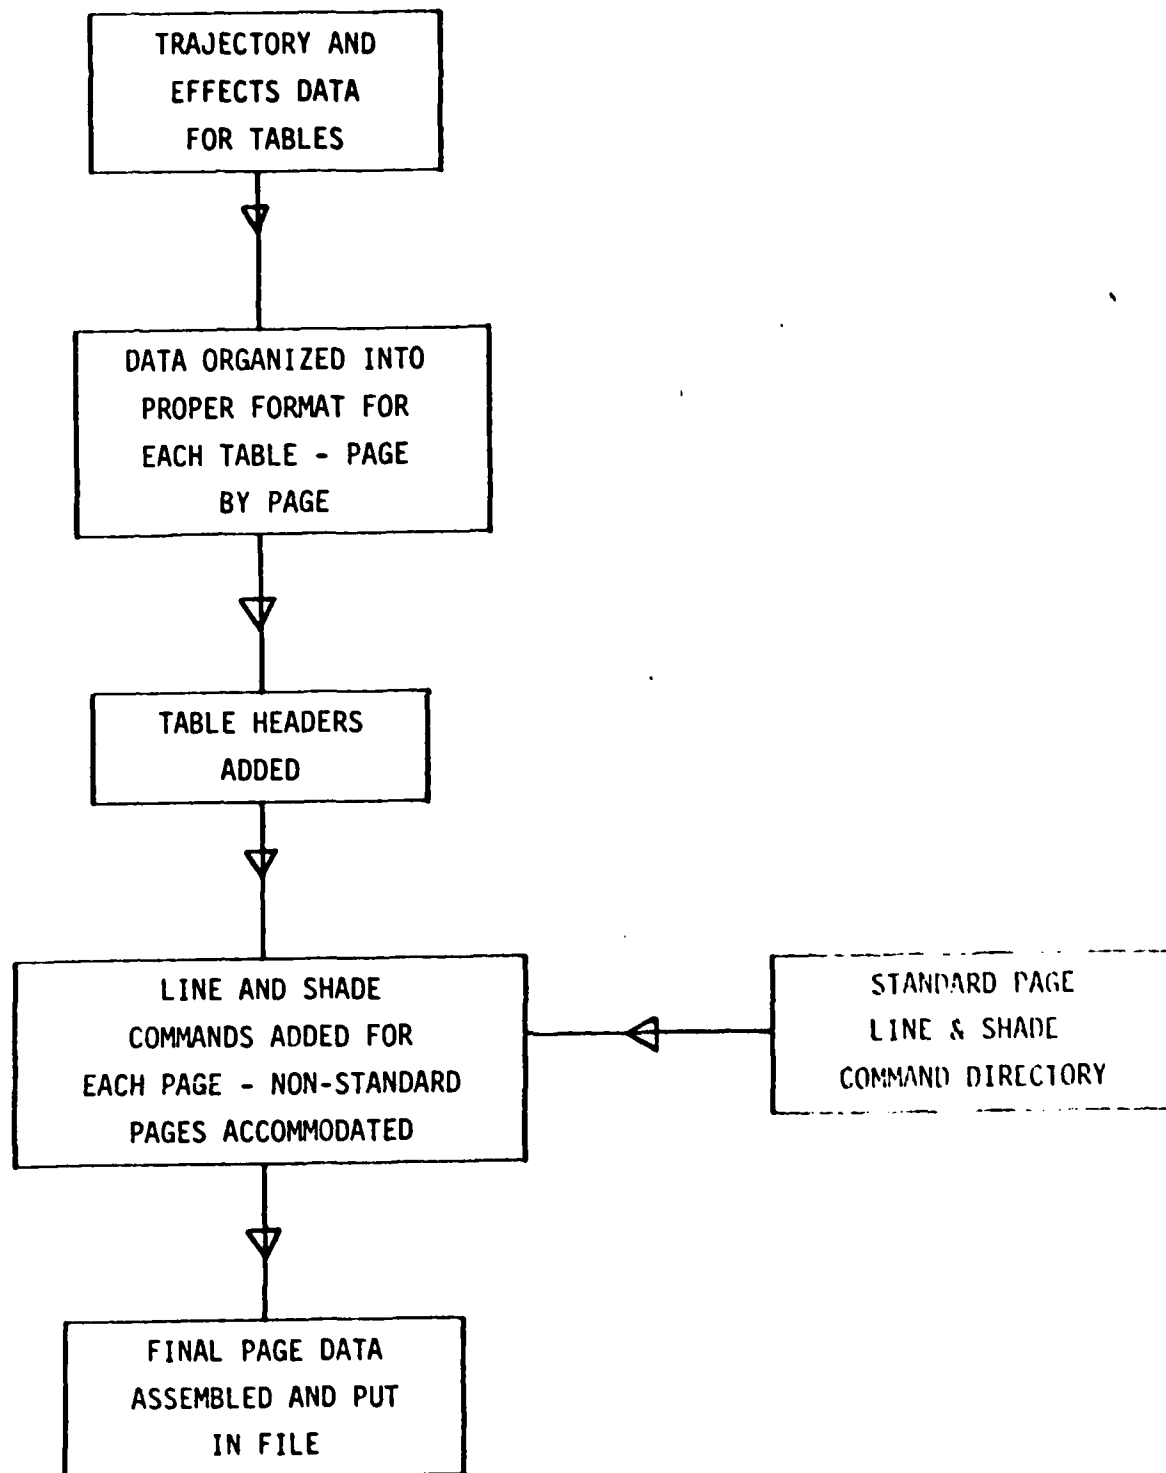 TRAJECTORY AND
EFFECTS DATA
FOR TABLES
DATA ORGANIZED INTO
PROPER FORMAT FOR
EACH TABLE - PAGE
BY PAGE
TABLE HEADERS
ADDED
LINE AND SHADE
COMMANDS ADDED FOR
EACH PAGE - NON-STANDARD
PAGES ACCOMMODATED
STANDARD PAGE
LINE & SHADE
COMMAND DIRECTORY
FINAL PAGE DATA
ASSEMBLED AND PUT
IN FILE